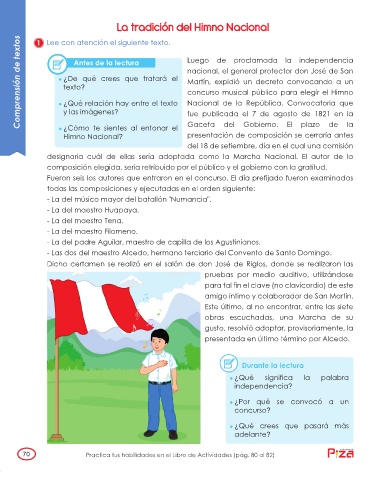 La tradición del Himno Nacional
Comprensión de textos
1 Lee con atención el siguiente texto.
Antes de la lectura
¿De qué crees que tratará el
texto?
¿Qué relación hay entre el texto
y las imágenes?
¿Cómo te sientes al entonar el
Himno Nacional?
Luego de proclamada la independencia
nacional, el general protector don José de San
Martín, expidió un decreto convocando a un
concurso musical público para elegir el Himno
Nacional de la República. Convocatoria que
fue publicada el 7 de agosto de 1821 en la
Gaceta del Gobierno. El plazo de la
presentación de composición se cerraría antes
del 18 de setiembre, día en el cual una comisión
designaría cuál de ellas sería adoptada como la Marcha Nacional. El autor de la
composición elegida, sería retribuido por el público y el gobierno con la gratitud.
Fueron seis los autores que entraron en el concurso. El día prefijado fueron examinadas
todas las composiciones y ejecutadas en el orden siguiente:
- La del músico mayor del batallón "Numancia".
- La del maestro Huapaya.
- La del maestro Tena.
- La del maestro Filomeno.
- La del padre Aguilar, maestro de capilla de los Agustinianos.
- Las dos del maestro Alcedo, hermano terciario del Convento de Santo Domingo.
Dicho certamen se realizó en el salón de don José de Riglos, donde se realizaron las
pruebas por medio auditivo, utilizándose
para tal fin el clave (no clavicordio) de este
amigo íntimo y colaborador de San Martín.
Este último, al no encontrar, entre las siete
obras escuchadas, una Marcha de su
gusto, resolvió adoptar, provisoriamente, la
presentada en último término por Alcedo.
Durante la lectura
¿Qué significa la palabra
independencia?
¿Por qué se convocó a un
concurso?
¿Qué crees que pasará más
adelante?
70
Practica tus habilidades en el Libro de Actividades (pág. 80 al 82)
Piza